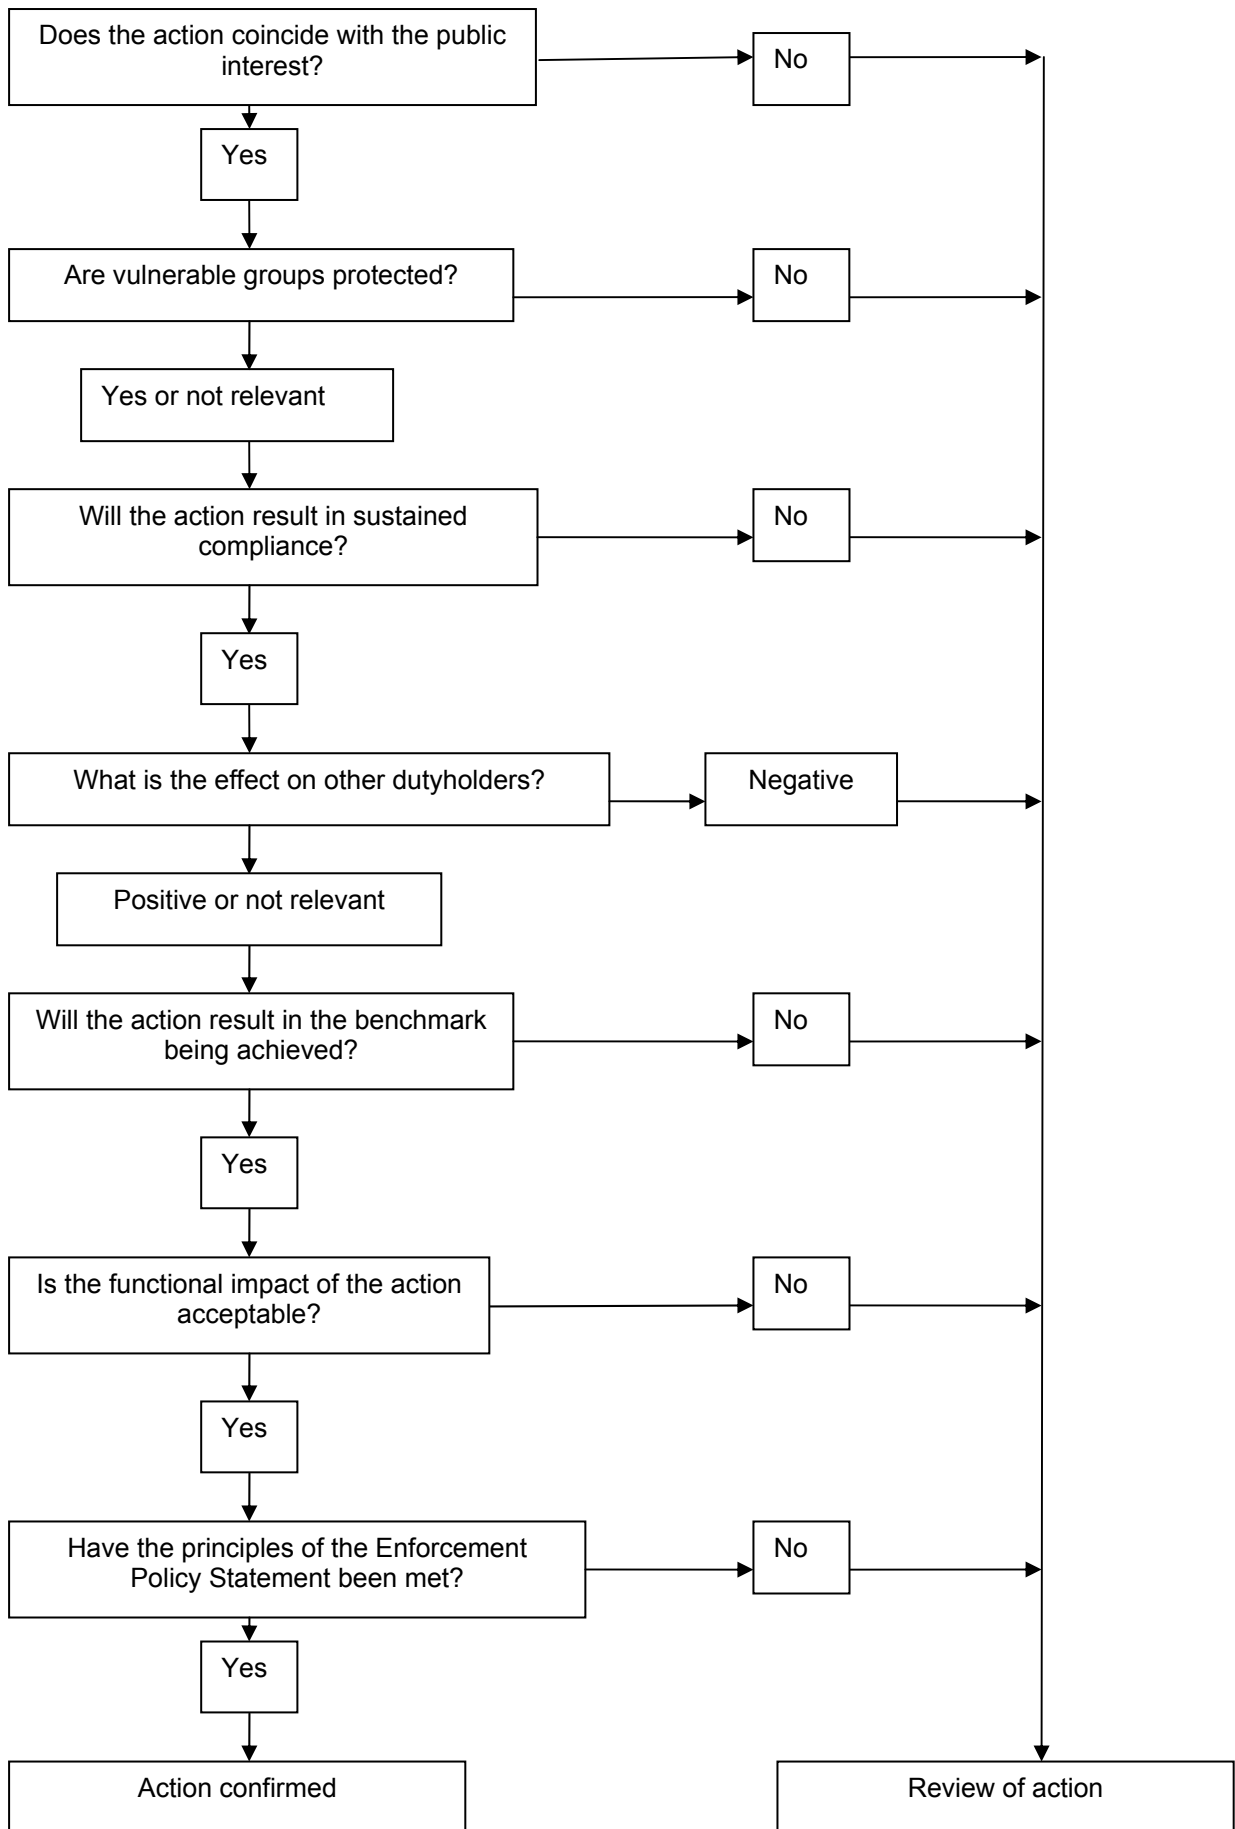 Does the action coincide with the public
interest?
No
Yes
Are vulnerable groups protected?
No
Yes or not relevant
Will the action result in sustained
compliance?
No
Yes
What is the effect on other dutyholders?
Negative
Positive or not relevant
Will the action result in the benchmark
being achieved?
No
Yes
Is the functional impact of the action
acceptable?
No
Yes
Have the principles of the Enforcement
Policy Statement been met?
No
Yes
Action confirmed
Review of action